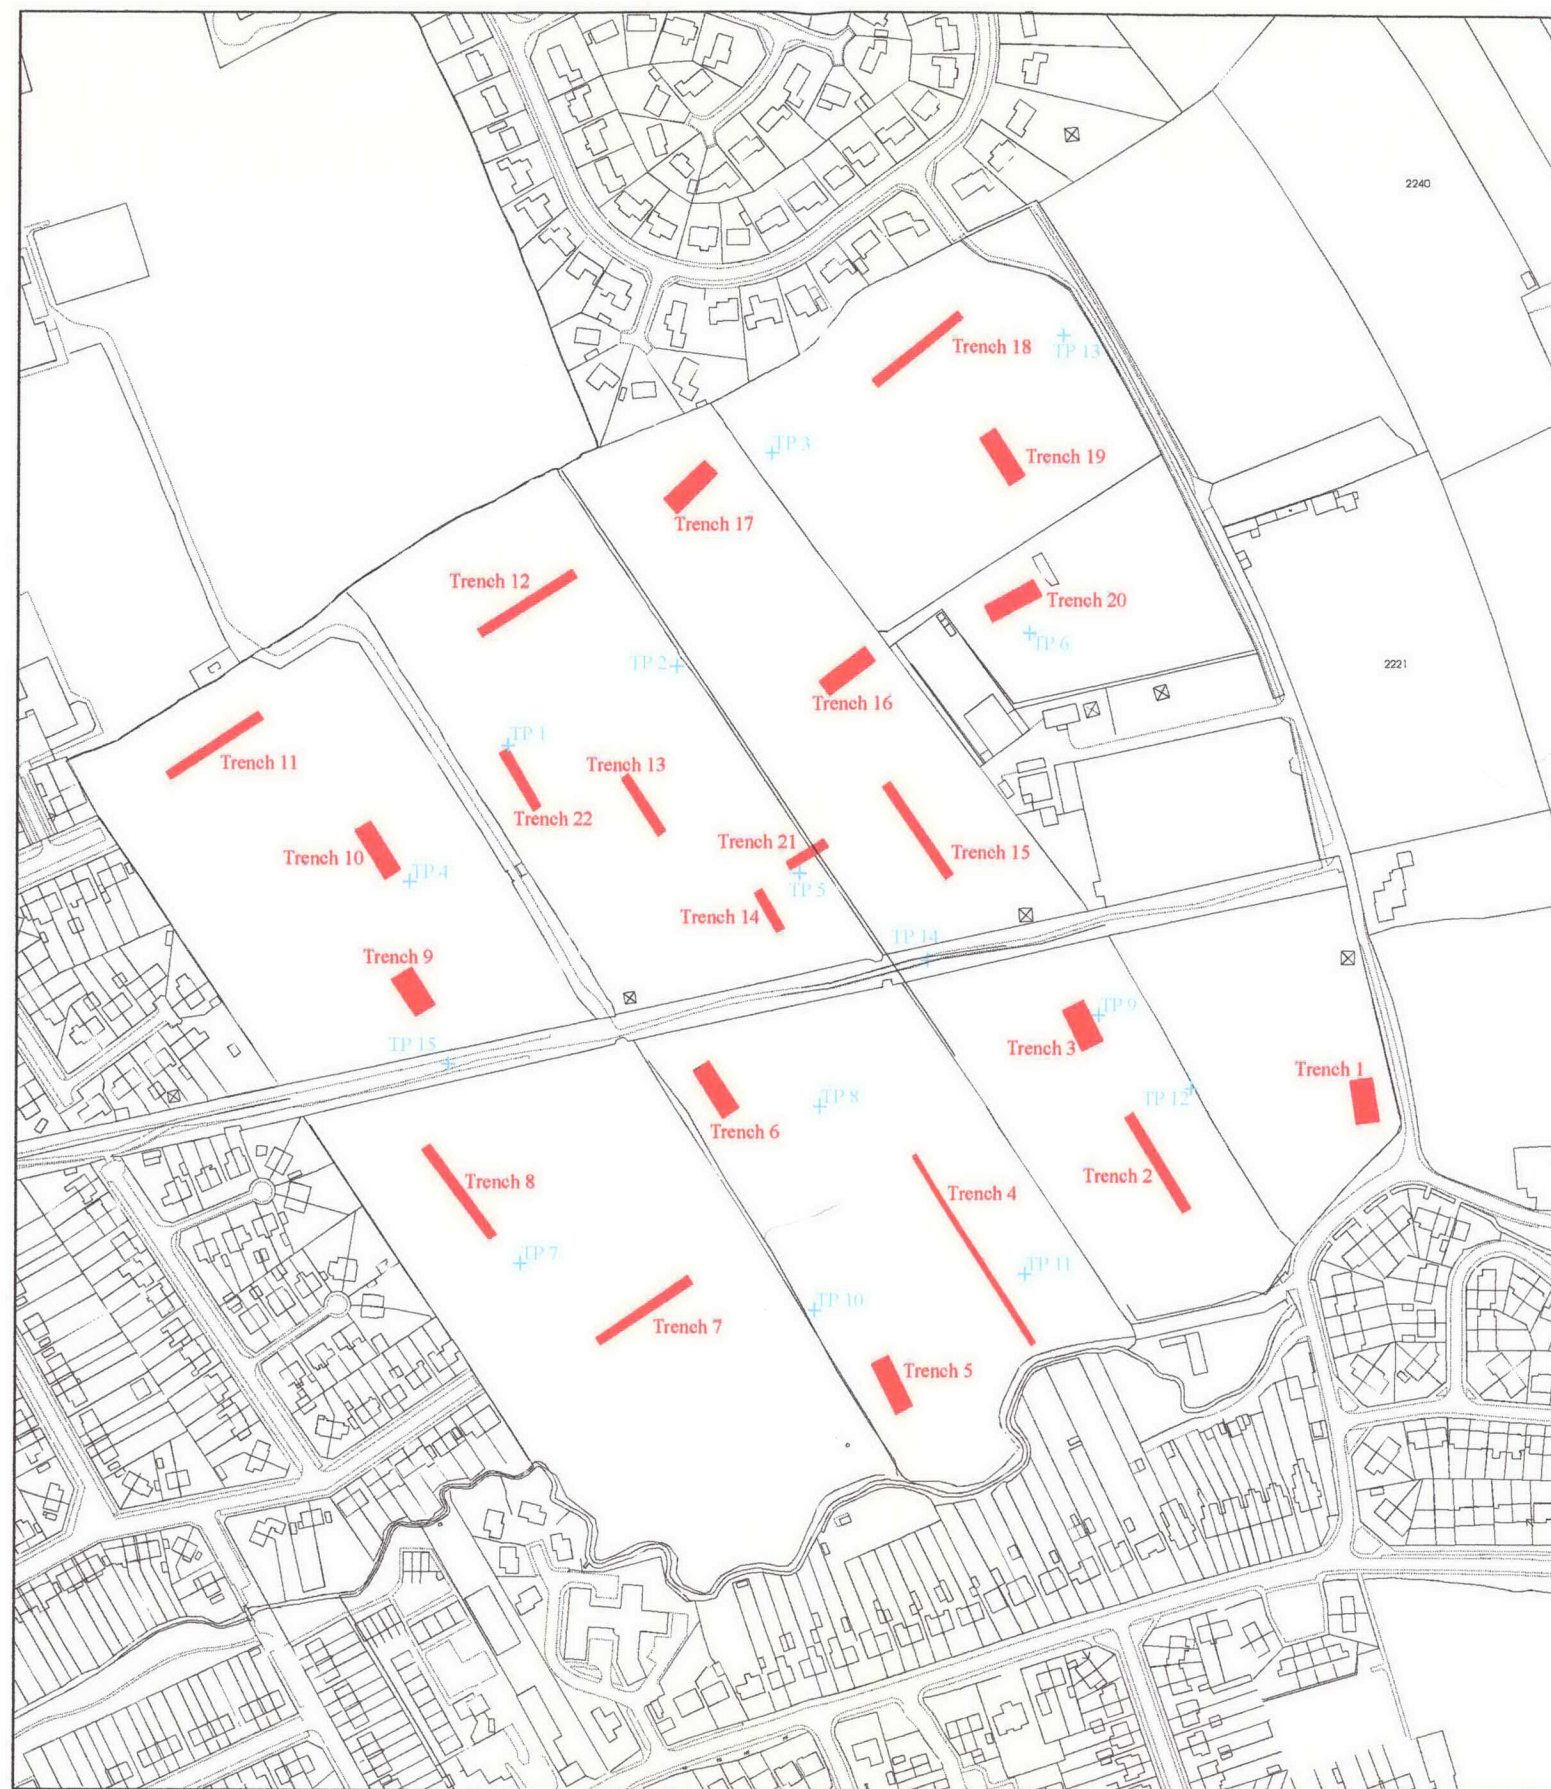 2240
Trench 18
TP 13
TP 3
Trench 19
Trench 17
Trench 12
Trench 20
TP 6
TP 2
2221
Trench 16
TP 1
Trench 11
Trench 13
Trench 22
Trench 21
Trench 15
Trench 10
TP 4
TP 5
Trench 14
TP 14
Trench 9
TP 9
TP 15
Trench 3
Trench 1
TP 12
TP 8
Trench 6
Trench 2
Trench 8
Trench 4
TP 7
TP 11
TP 10
Trench 7
Trench 5